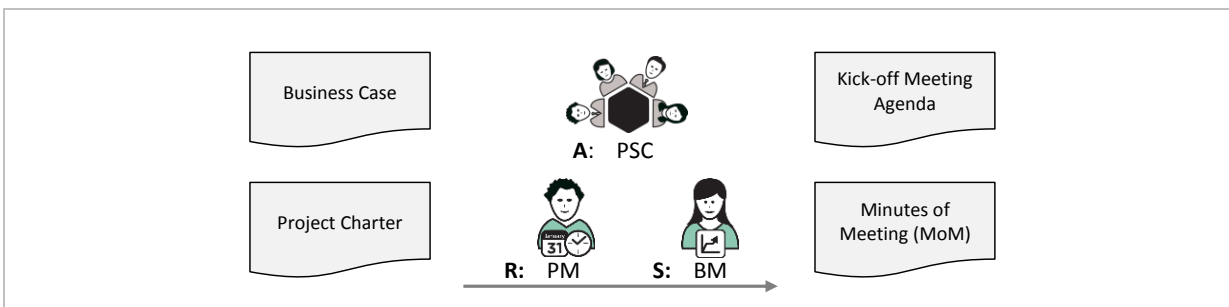 Business Case
Kick-off Meeting
Agenda
A: PSC
Project Charter
January
31
Minutes of
Meeting (MoM)
R: PM
S: BM